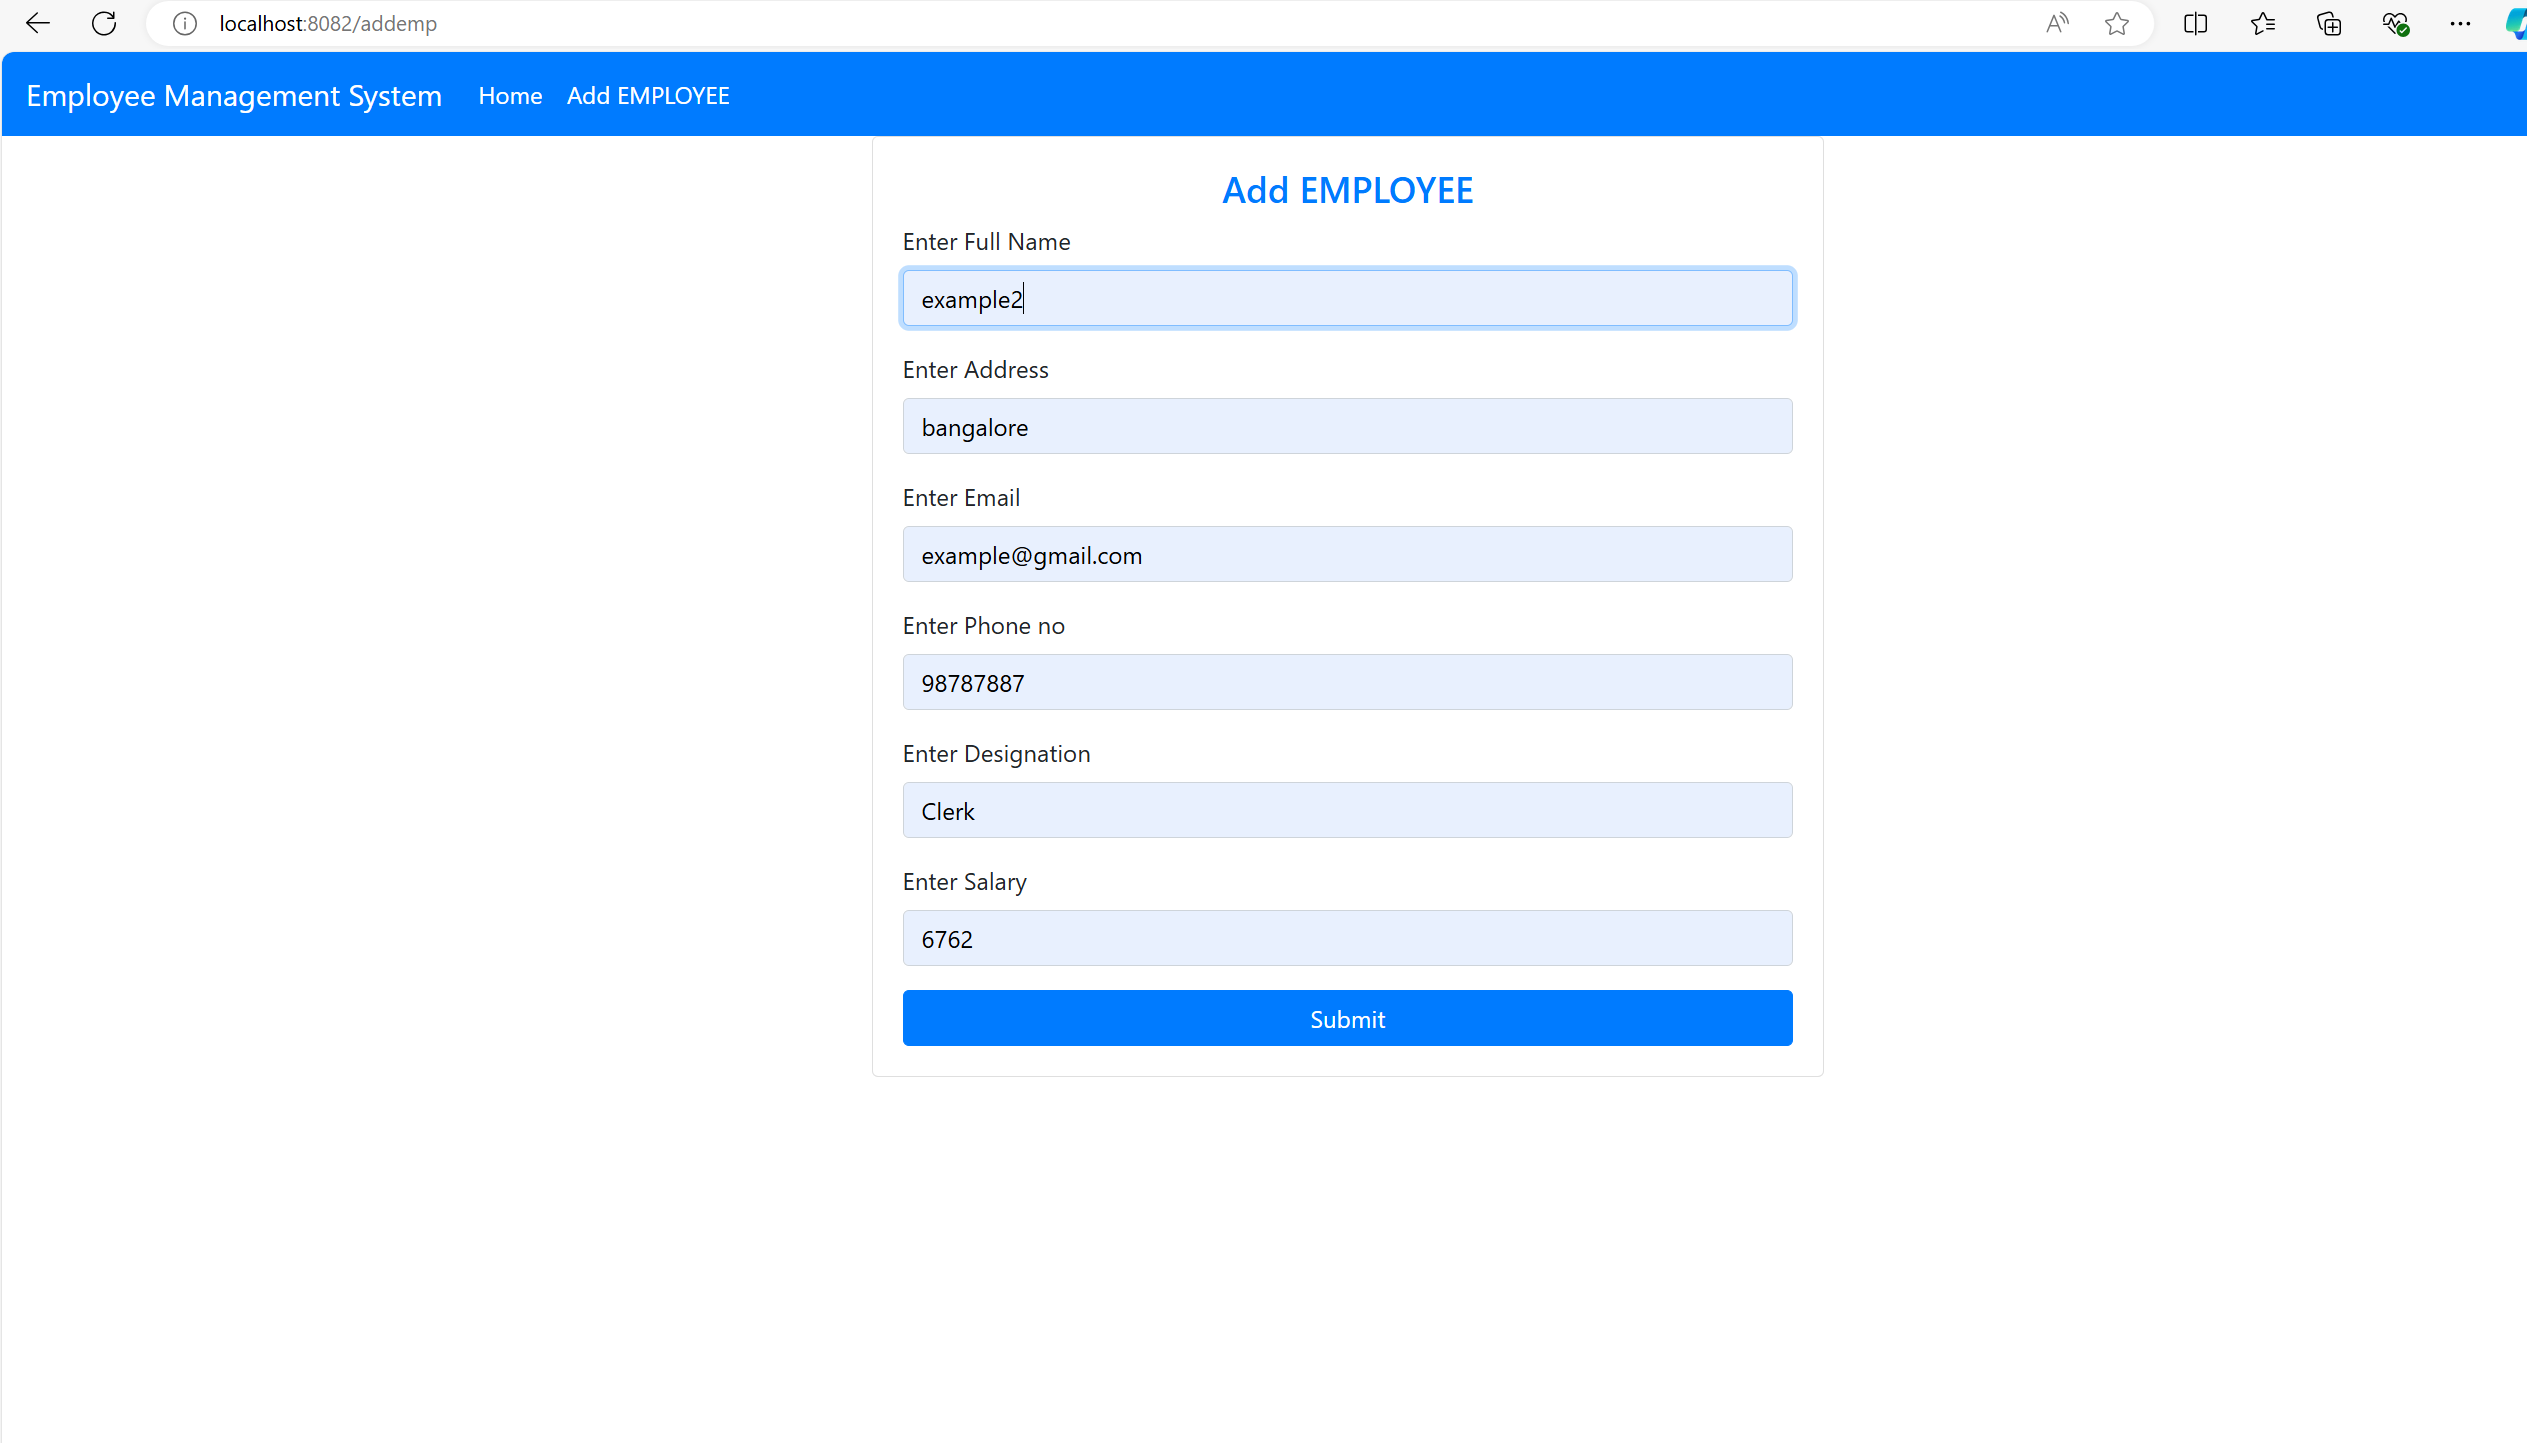 localhost:8082/addemp
Employee Management System Home Add EMPLOYEE
Add EMPLOYEE
Enter Full Name
example2
Enter Address
bangalore
Enter Email
example@gmail.com
Enter Phone no
98787887
Enter Designation
Clerk
Enter Salary
6762
Submit